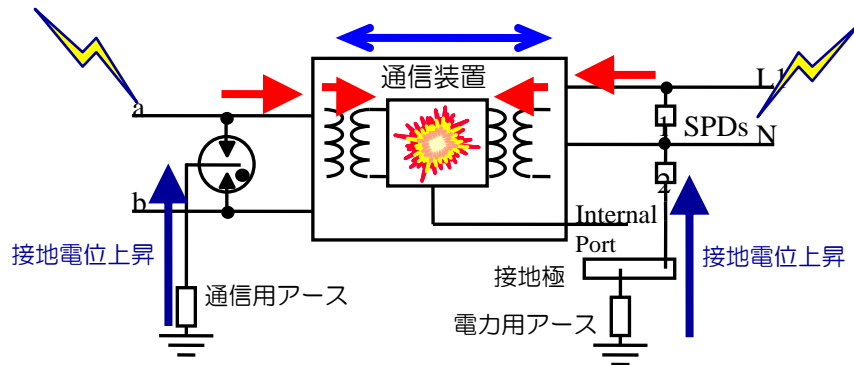 通信装置
a
L1
1
SPDs
N
2
b
Internal
Port
接地電位上昇
接地電位上昇
接地極
通信用アース
電力用アース